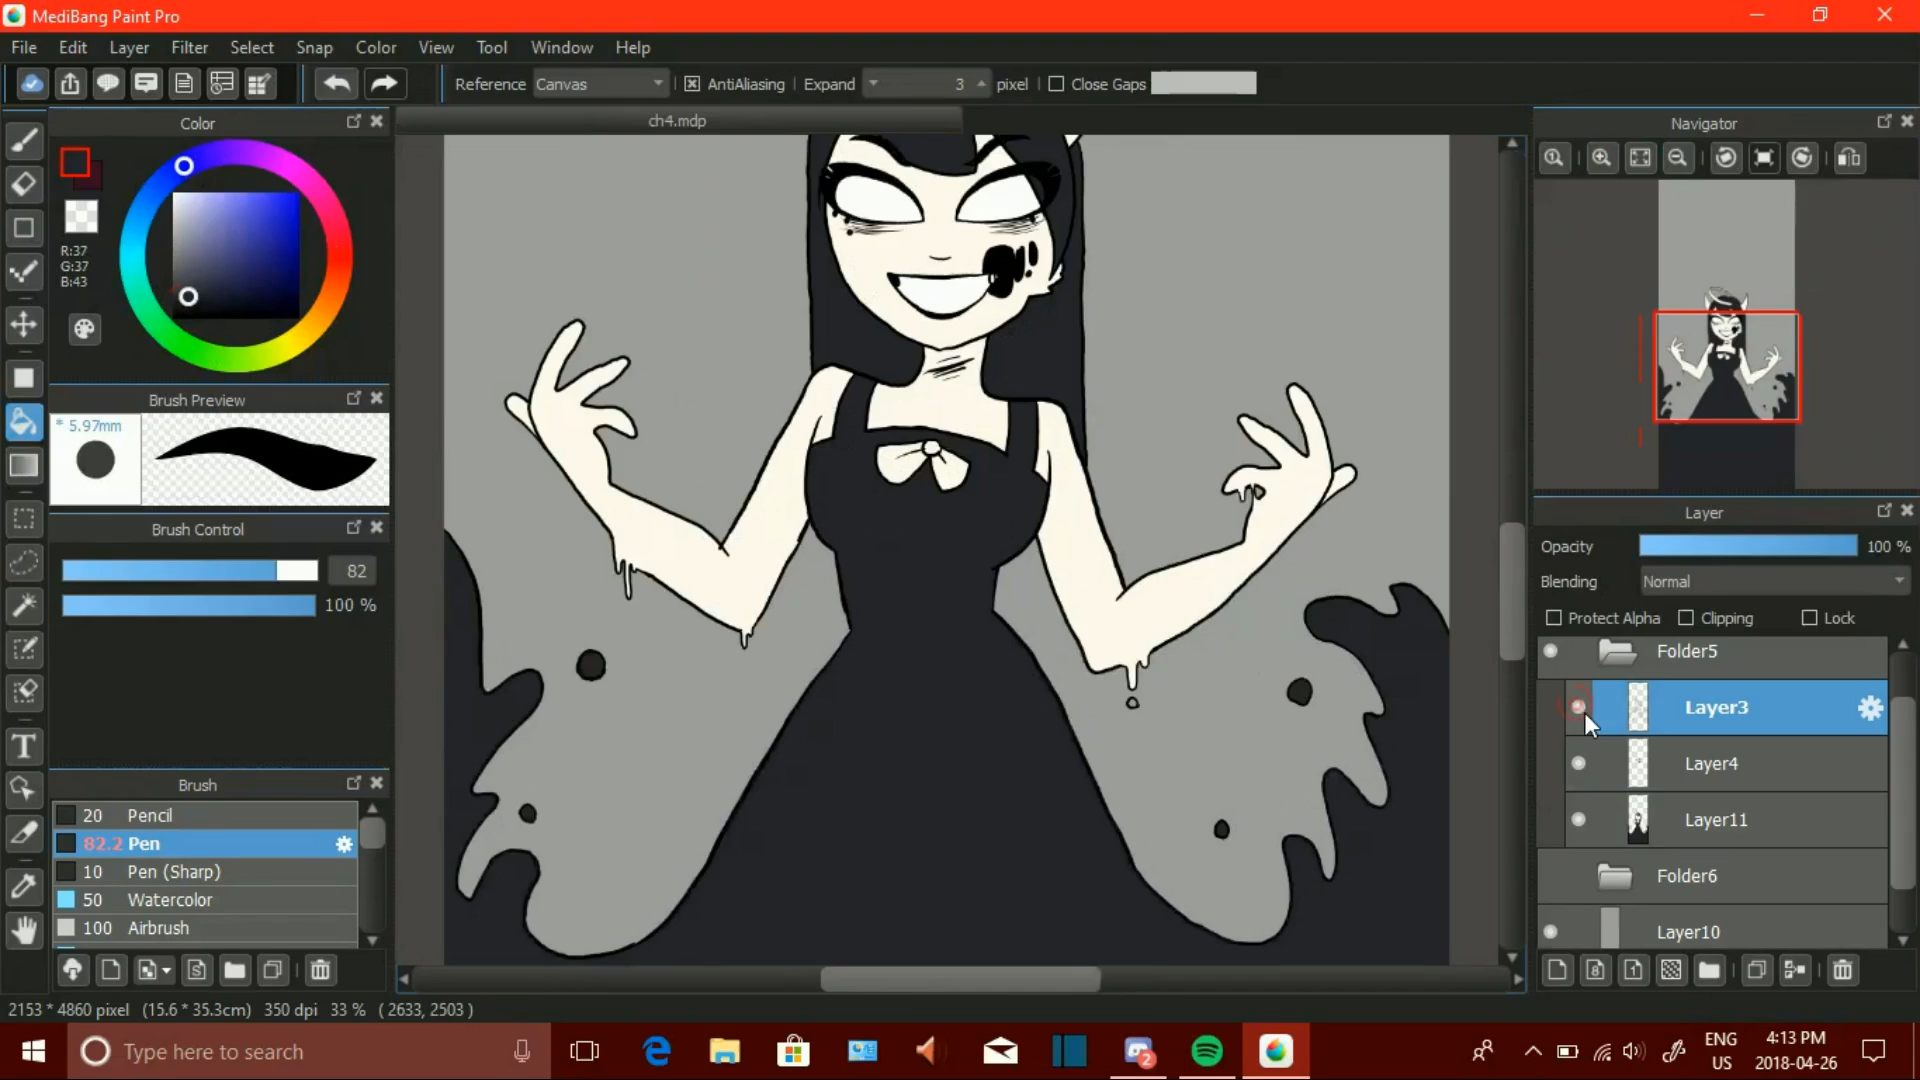 MediBang Paint Pro
File Edit Layer Filter Select Snap Color View Tool Window Help
Reference Canvas AntiAliasing Expand 3 pixel Close Gaps
ch4.mdp
Color
R:37
G:37
B:43
Brush Preview
* 5.97mm
Brush Control
82
100 %
Brush
20 Pencil
82.2 Pen
10 Pen (Sharp)
50 Watercolor
100 Airbrush
Navigator
Layer
Opacity 100 %
Blending Normal
Protect Alpha Clipping Lock
Folder5
Layer3
Layer4
Layer11
Folder6
Layer10
2153 * 4860 pixel (15.6 * 35.3cm) 350 dpi 33 % ( 2633, 2503 )
Type here to search
2
ENG
US
4:13 PM
2018-04-26